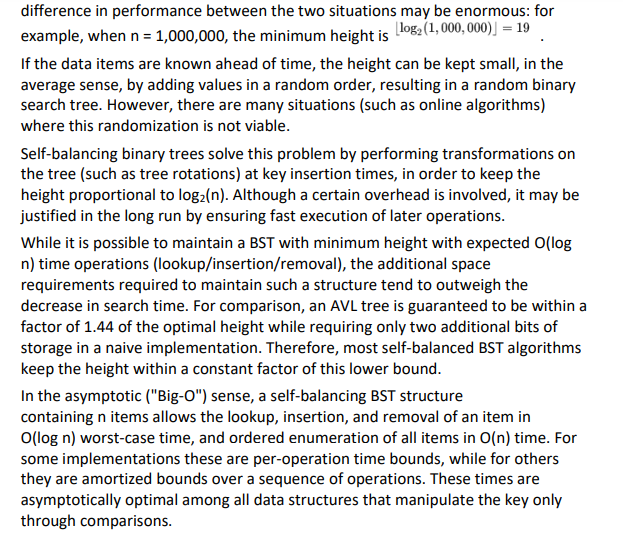 difference in performance between the two situations may be enormous: for
example, when n = 1,000,000, the minimum height is ⌊log₂(1,000,000)⌋ = 19 .
If the data items are known ahead of time, the height can be kept small, in the
average sense, by adding values in a random order, resulting in a random binary
search tree. However, there are many situations (such as online algorithms)
where this randomization is not viable.
Self-balancing binary trees solve this problem by performing transformations on
the tree (such as tree rotations) at key insertion times, in order to keep the
height proportional to log₂(n). Although a certain overhead is involved, it may be
justified in the long run by ensuring fast execution of later operations.
While it is possible to maintain a BST with minimum height with expected O(log
n) time operations (lookup/insertion/removal), the additional space
requirements required to maintain such a structure tend to outweigh the
decrease in search time. For comparison, an AVL tree is guaranteed to be within a
factor of 1.44 of the optimal height while requiring only two additional bits of
storage in a naive implementation. Therefore, most self-balanced BST algorithms
keep the height within a constant factor of this lower bound.
In the asymptotic ("Big-O") sense, a self-balancing BST structure
containing n items allows the lookup, insertion, and removal of an item in
O(log n) worst-case time, and ordered enumeration of all items in O(n) time. For
some implementations these are per-operation time bounds, while for others
they are amortized bounds over a sequence of operations. These times are
asymptotically optimal among all data structures that manipulate the key only
through comparisons.